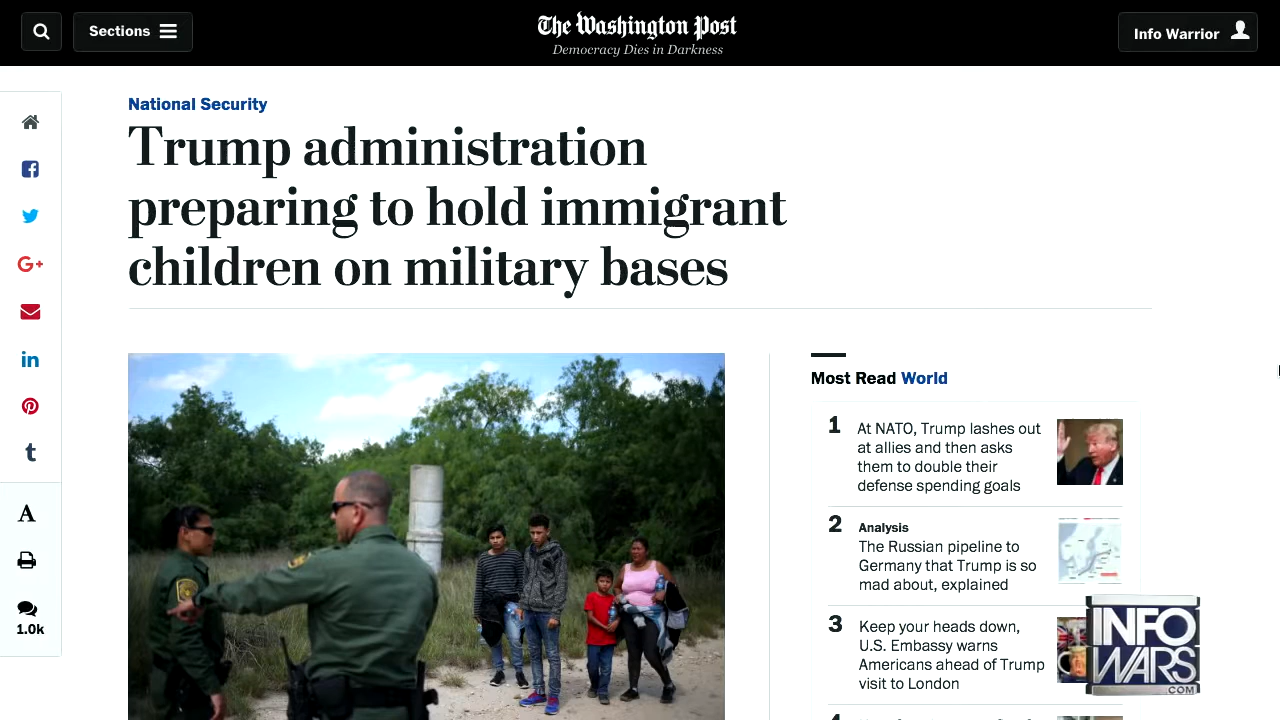 Sections
The Washington Post
Democracy Dies in Darkness
Info Warrior
National Security
Trump administration
preparing to hold immigrant
children on military bases
G+
in
t
A
1.0k
Most Read World
1
At NATO, Trump lashes out
at allies and then asks
them to double their
defense spending goals
2
Analysis
The Russian pipeline to
Germany that Trump is so
mad about, explained
3
Keep your heads down,
U.S. Embassy warns
Americans ahead of Trump
visit to London
INFO
WARS
.COM